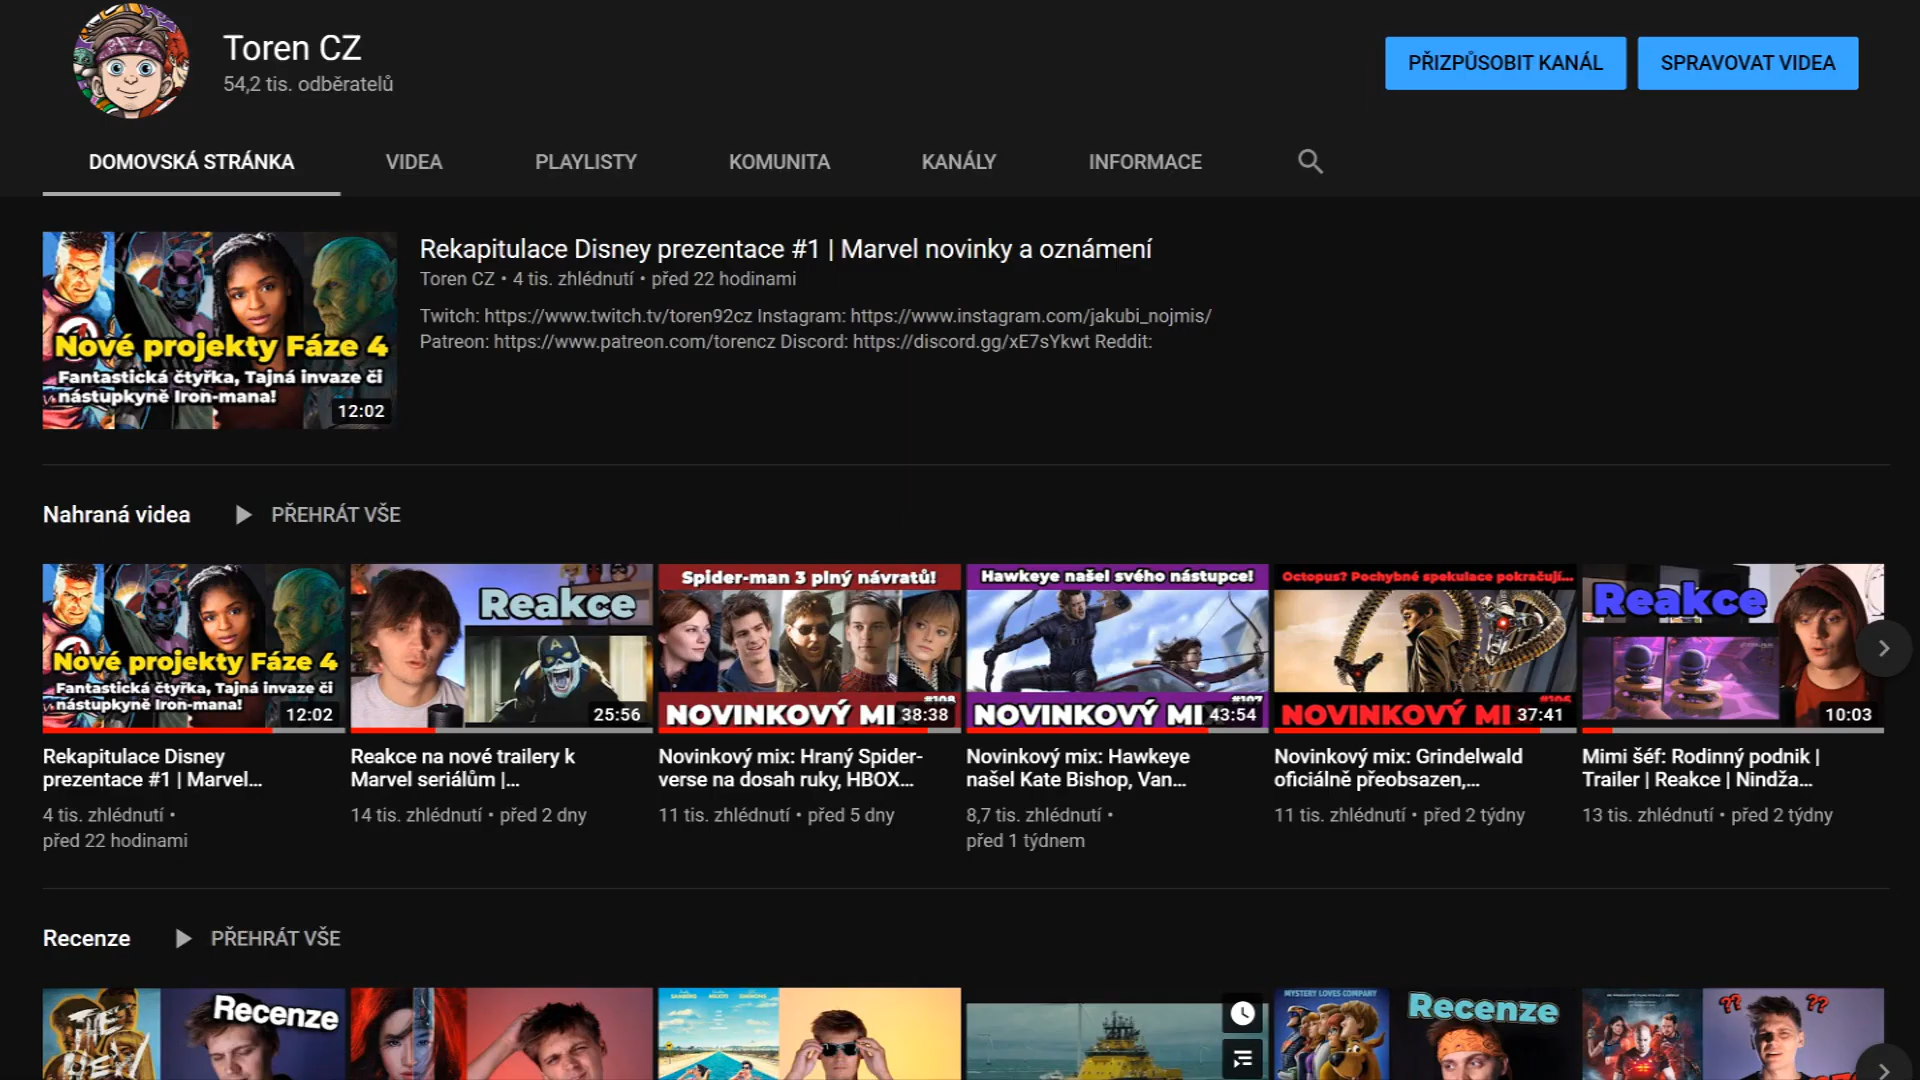 Toren CZ
54,2 tis. odběratelů
PŘIZPŮSOBIT KANÁL
SPRAVOVAT VIDEA
DOMOVSKÁ STRÁNKA
VIDEA
PLAYLISTY
KOMUNITA
KANÁLY
INFORMACE
Nové projekty Fáze 4
Fantastická čtyřka, Tajná invaze či
nástupkyně Iron-mana!
12:02
Rekapitulace Disney prezentace #1 | Marvel novinky a oznámení
Toren CZ • 4 tis. zhlédnutí • před 22 hodinami
Twitch: https://www.twitch.tv/toren92cz Instagram: https://www.instagram.com/jakubi_nojmis/
Patreon: https://www.patreon.com/torencz Discord: https://discord.gg/xE7sYkwt Reddit:
Nahraná videa
PŘEHRÁT VŠE
Nové projekty Fáze 4
Fantastická čtyřka, Tajná invaze či
nástupkyně Iron-mana!
12:02
Rekapitulace Disney
prezentace #1 | Marvel...
4 tis. zhlédnutí •
před 22 hodinami
Reakce
25:56
Reakce na nové trailery k
Marvel seriálům |...
14 tis. zhlédnutí • před 2 dny
Spider-man 3 plný návratů!
#108
NOVINKOVÝ MI
38:38
Novinkový mix: Hraný Spider-
verse na dosah ruky, HBOX...
11 tis. zhlédnutí • před 5 dny
Hawkeye našel svého nástupce!
#107
NOVINKOVÝ MI
43:54
Novinkový mix: Hawkeye
našel Kate Bishop, Van...
8,7 tis. zhlédnutí •
před 1 týdnem
Octopus? Pochybné spekulace pokračují...
#106
NOVINKOVÝ MI
37:41
Novinkový mix: Grindelwald
oficiálně přeobsazen,...
11 tis. zhlédnutí • před 2 týdny
Reakce
10:03
Mimi šéf: Rodinný podnik |
Trailer | Reakce | Nindža...
13 tis. zhlédnutí • před 2 týdny
Recenze
PŘEHRÁT VŠE
THE
Recenze
SAMBERG MILIOTI SIMMONS
MYSTERY LOVES COMPANY
Recenze
??
??